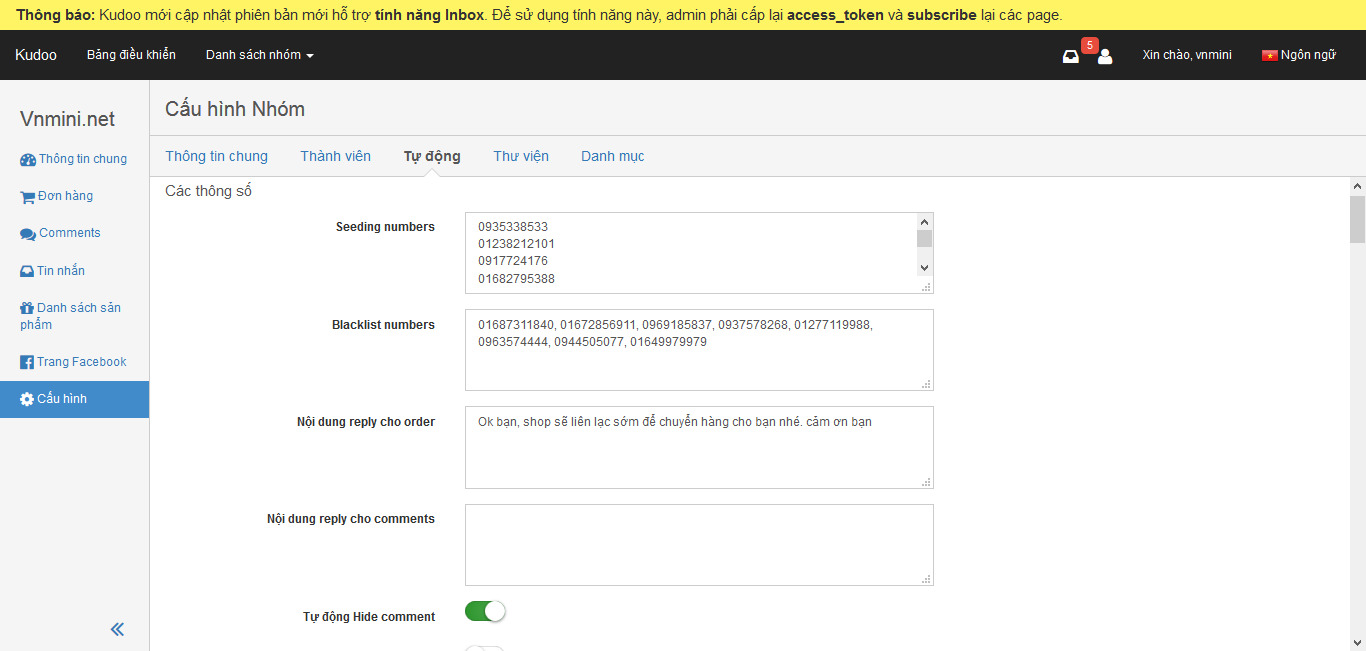 Thông báo: Kudoo mới cập nhật phiên bản mới hỗ trợ tính năng Inbox. Để sử dụng tính năng này, admin phải cấp lại access_token và subscribe lại các page.
Kudoo Bảng điều khiển Danh sách nhóm 5 Xin chào, vnmini Ngôn ngữ
Vnmini.net
Thông tin chung
Đơn hàng
Comments
Tin nhắn
Danh sách sản
phẩm
Trang Facebook
Cấu hình
Cấu hình Nhóm
Thông tin chung Thành viên Tự động Thư viện Danh mục
Các thông số
Seeding numbers
0935338533
01238212101
0917724176
01682795388
Blacklist numbers
01687311840, 01672856911, 0969185837, 0937578268, 01277119988,
0963574444, 0944505077, 01649979979
Nội dung reply cho order
Ok bạn, shop sẽ liên lạc sớm để chuyển hàng cho bạn nhé. cảm ơn bạn
Nội dung reply cho comments
Tự động Hide comment